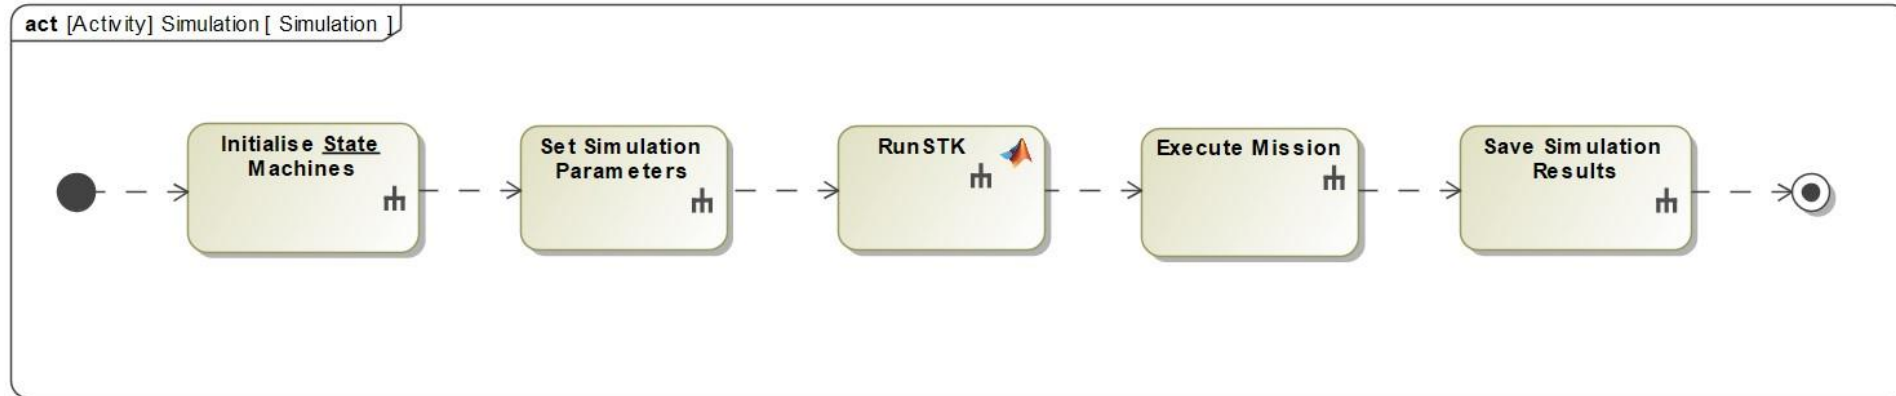 act [Activity] Simulation [ Simulation ]
Initialise State
Machines
Set Simulation
Parameters
RunSTK
Execute Mission
Save Simulation
Results